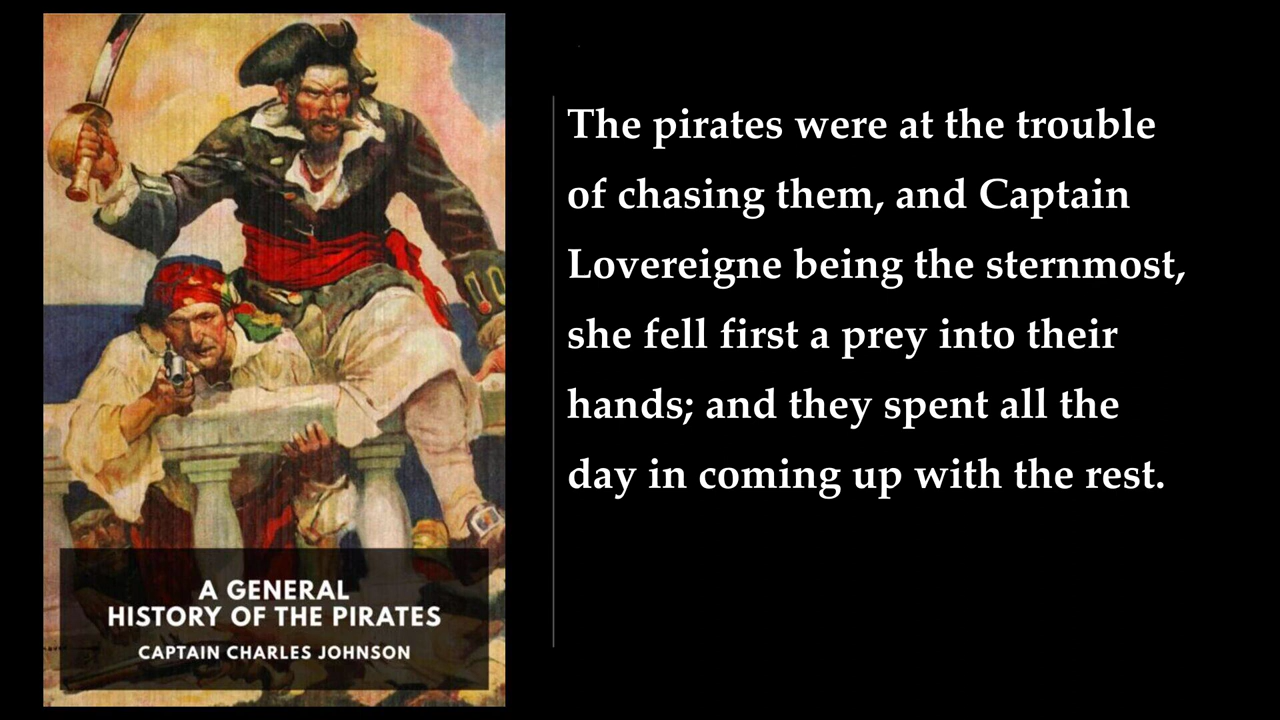 A GENERAL
HISTORY OF THE PIRATES
CAPTAIN CHARLES JOHNSON
The pirates were at the trouble
of chasing them, and Captain
Lovereigne being the sternmost,
she fell first a prey into their
hands; and they spent all the
day in coming up with the rest.